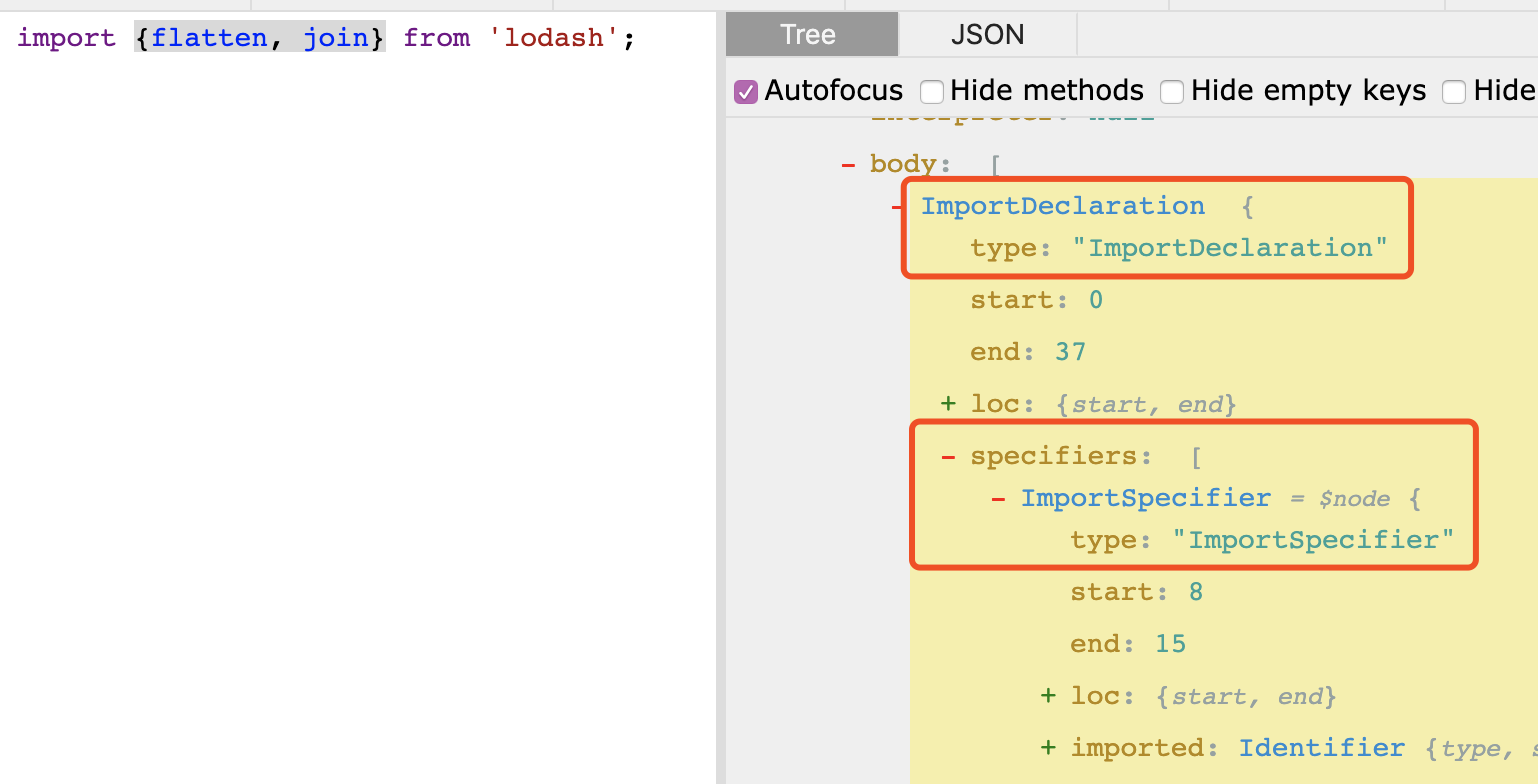 import {flatten, join} from 'lodash';
Tree JSON
Autofocus Hide methods Hide empty keys Hide
interpreter: null
- body: [
- ImportDeclaration {
type: "ImportDeclaration"
start: 0
end: 37
+ loc: {start, end}
- specifiers: [
- ImportSpecifier = $node {
type: "ImportSpecifier"
start: 8
end: 15
+ loc: {start, end}
+ imported: Identifier {type,